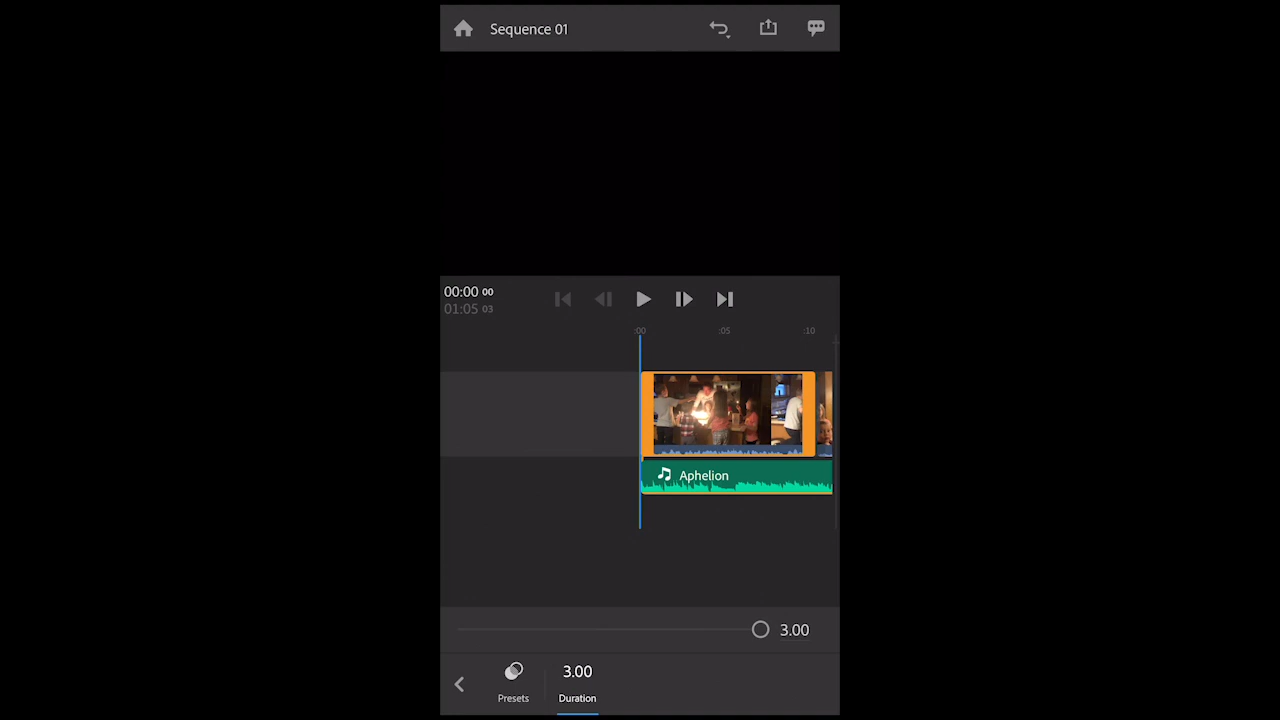 Sequence 01
00:00 00
01:05 03
:00 :05 :10
Aphelion
3.00
3.00
Presets Duration